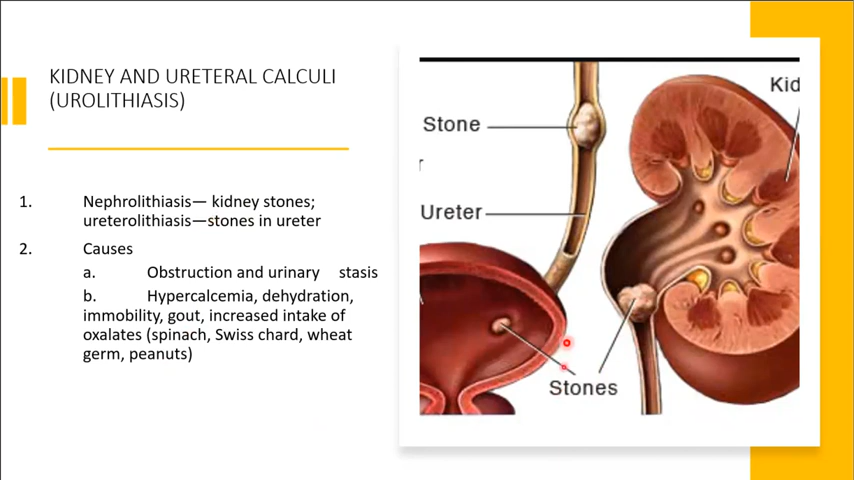 KIDNEY AND URETERAL CALCULI
(UROLITHIASIS)
1. Nephrolithiasis— kidney stones;
ureterolithiasis—stones in ureter
2. Causes
a. Obstruction and urinary stasis
b. Hypercalcemia, dehydration,
immobility, gout, increased intake of
oxalates (spinach, Swiss chard, wheat
germ, peanuts)
Kid
Stone
r
Ureter
Stones